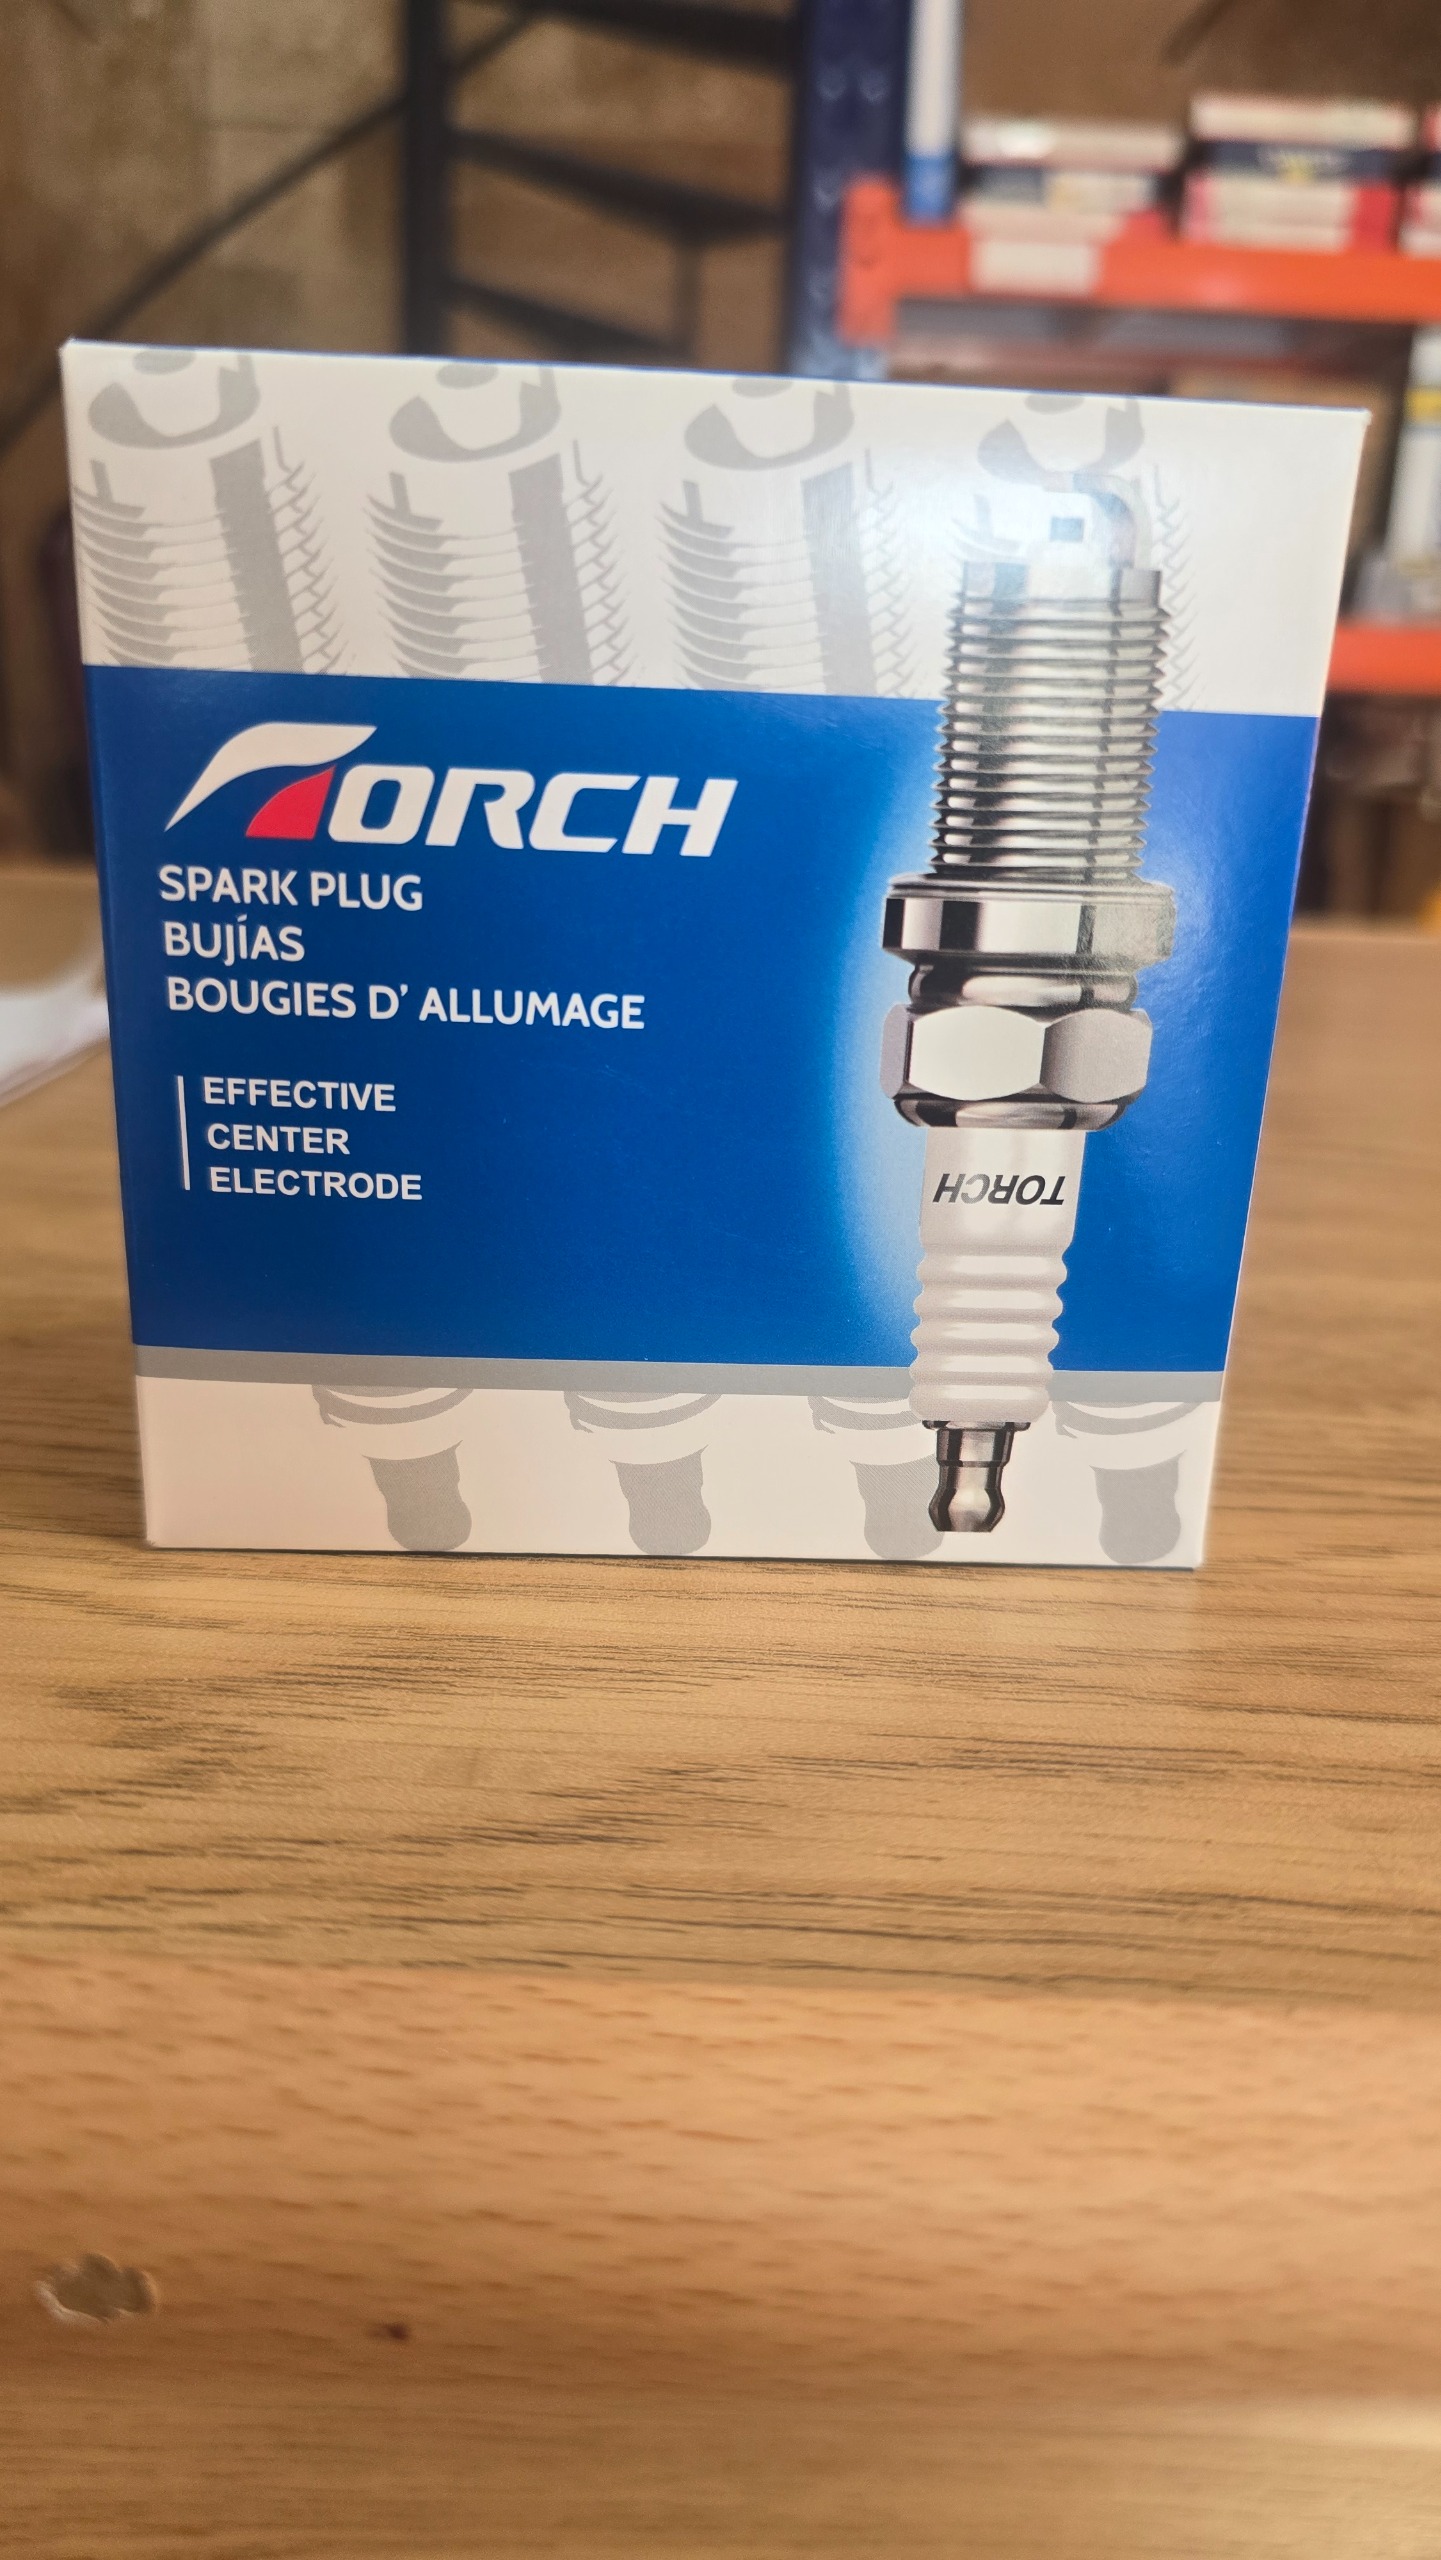 TORCH
SPARK PLUG
BUJÍAS
BOUGIES D' ALLUMAGE
EFFECTIVE
CENTER
ELECTRODE
TORCH